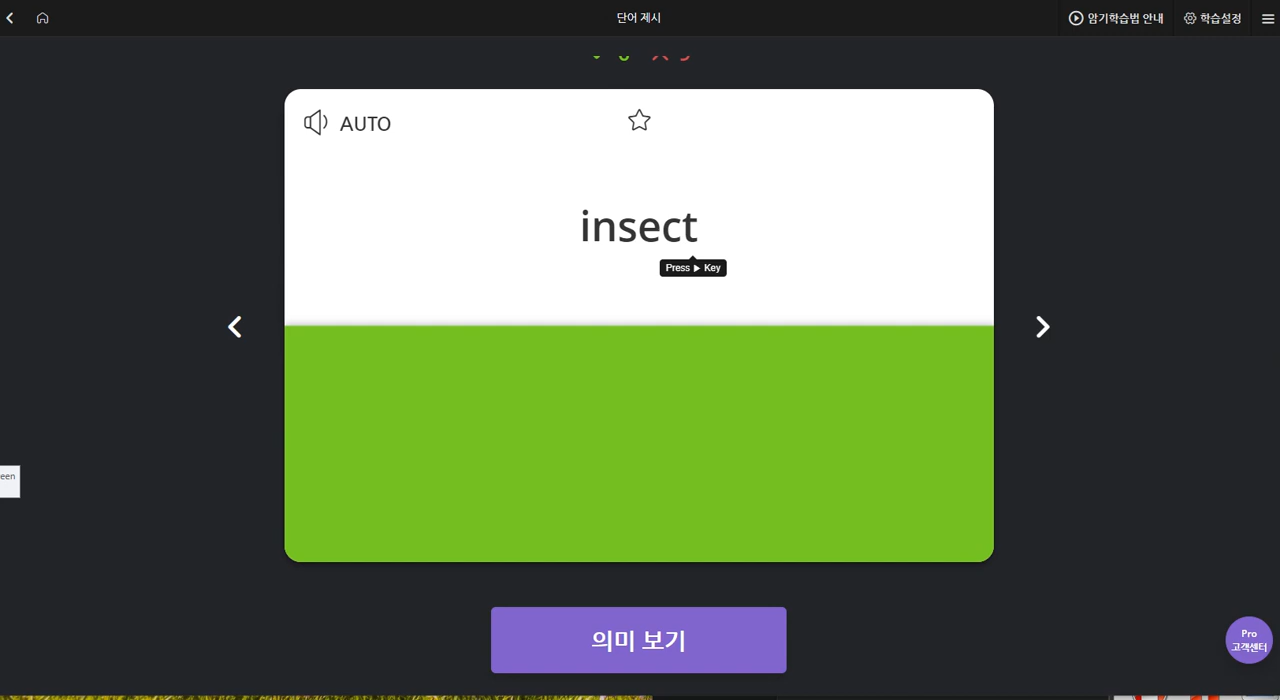 단어 제시
암기학습법 안내
학습설정
AUTO
insect
Press ▶ Key
een
의미 보기
Pro
고객센터